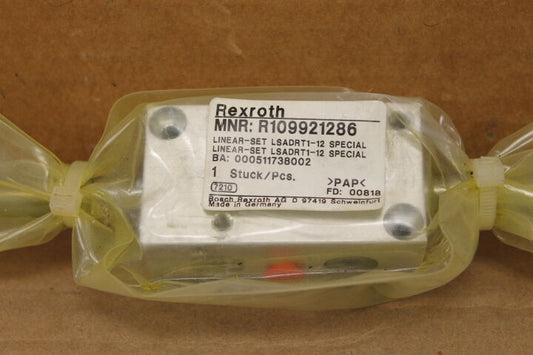 Rexroth
MNR: R109921286
LINEAR-SET LSADRT1-12 SPECIAL
LINEAR-SET LSADRT1-12 SPECIAL
BA: 000511738002
1 Stuck/Pcs. >PAP<
7210 FD: 00818
Bosch Rexroth AG D 97419 Schweinfurt
Made in Germany